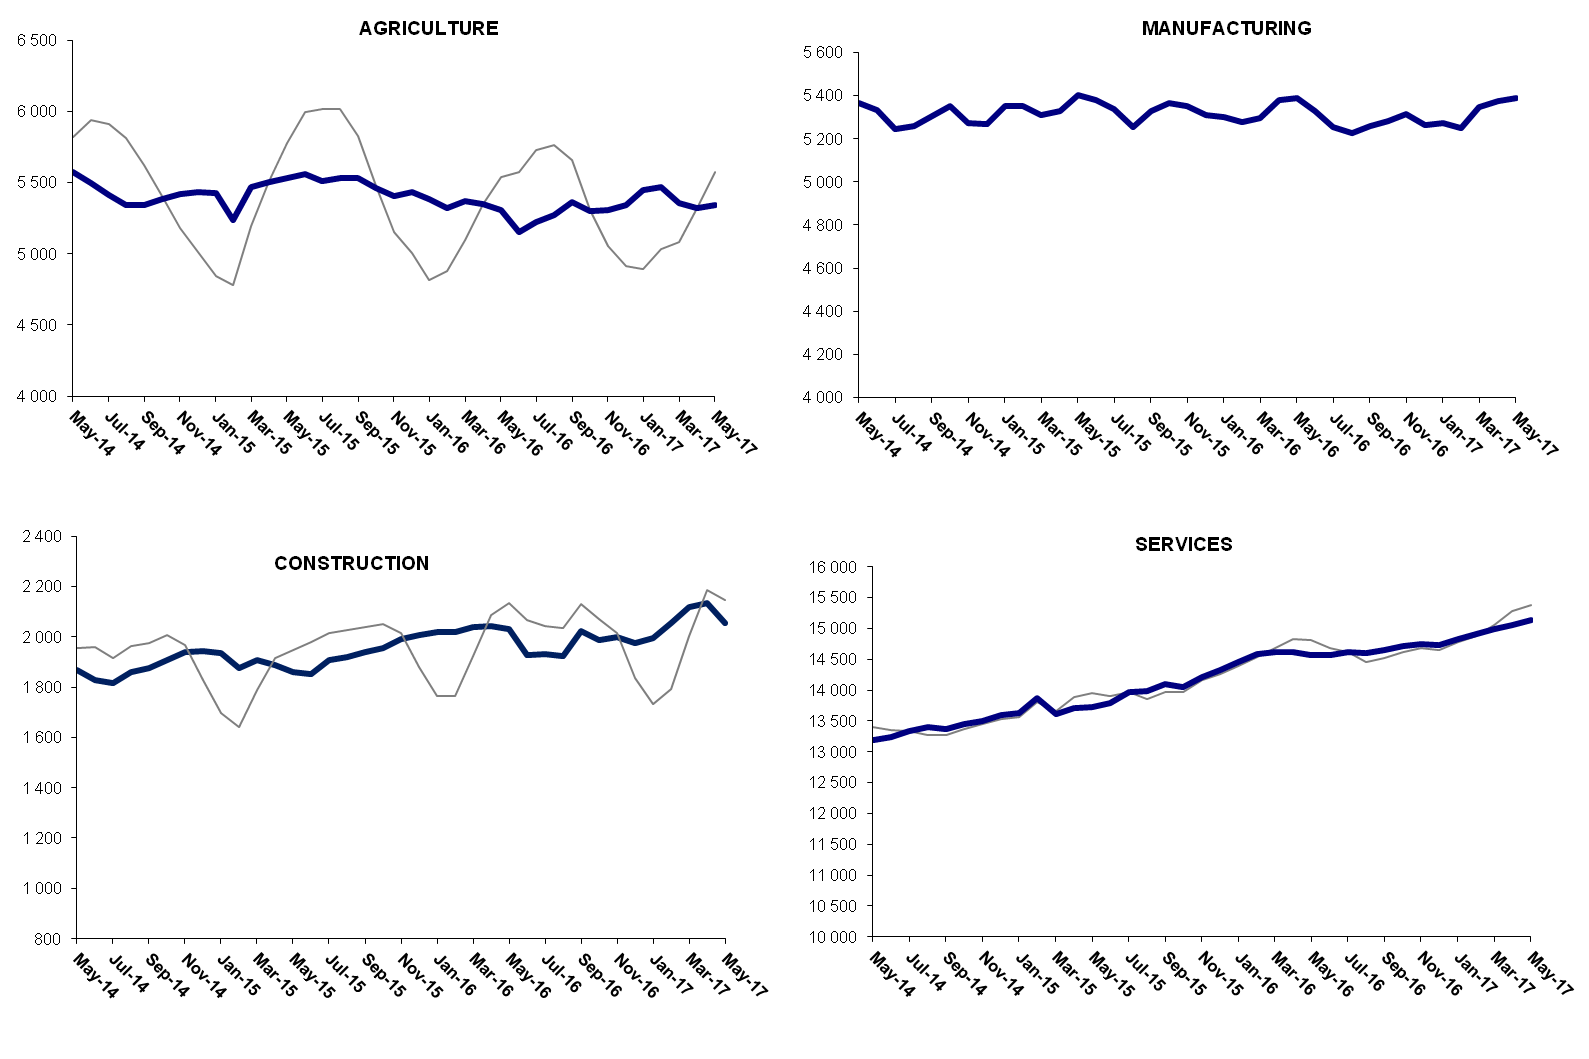 AGRICULTURE
6 500
6 000
5 500
5 000
4 500
4 000
May-14
Jul-14
Sep-14
Nov-14
Jan-15
Mar-15
May-15
Jul-15
Sep-15
Nov-15
Jan-16
Mar-16
May-16
Jul-16
Sep-16
Nov-16
Jan-17
Mar-17
May-17
MANUFACTURING
5 600
5 400
5 200
5 000
4 800
4 600
4 400
4 200
4 000
May-14
Jul-14
Sep-14
Nov-14
Jan-15
Mar-15
May-15
Jul-15
Sep-15
Nov-15
Jan-16
Mar-16
May-16
Jul-16
Sep-16
Nov-16
Jan-17
Mar-17
May-17
CONSTRUCTION
2 400
2 200
2 000
1 800
1 600
1 400
1 200
1 000
800
May-14
Jul-14
Sep-14
Nov-14
Jan-15
Mar-15
May-15
Jul-15
Sep-15
Nov-15
Jan-16
Mar-16
May-16
Jul-16
Sep-16
Nov-16
Jan-17
Mar-17
May-17
SERVICES
16 000
15 500
15 000
14 500
14 000
13 500
13 000
12 500
12 000
11 500
11 000
10 500
10 000
May-14
Jul-14
Sep-14
Nov-14
Jan-15
Mar-15
May-15
Jul-15
Sep-15
Nov-15
Jan-16
Mar-16
May-16
Jul-16
Sep-16
Nov-16
Jan-17
Mar-17
May-17